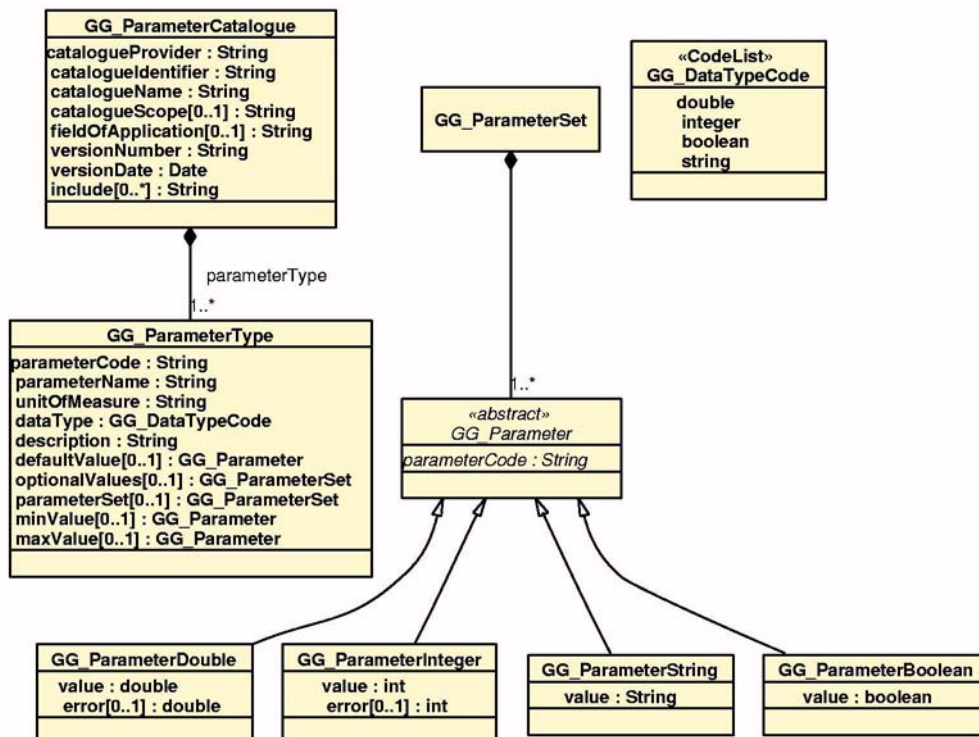 GG_ParameterCatalogue
catalogueProvider : String
catalogueIdentifier : String
catalogueName : String
catalogueScope[0..1] : String
fieldOfApplication[0..1] : String
versionNumber : String
versionDate : Date
include[0..*] : String
parameterType
1..*
GG_ParameterType
parameterCode : String
parameterName : String
unitOfMeasure : String
dataType : GG_DataTypeCode
description : String
defaultValue[0..1] : GG_Parameter
optionalValues[0..1] : GG_ParameterSet
parameterSet[0..1] : GG_ParameterSet
minValue[0..1] : GG_Parameter
maxValue[0..1] : GG_Parameter
GG_ParameterSet
1..*
«CodeList»
GG_DataTypeCode
double
integer
boolean
string
«abstract»
GG_Parameter
parameterCode : String
GG_ParameterDouble
value : double
error[0..1] : double
GG_ParameterInteger
value : int
error[0..1] : int
GG_ParameterString
value : String
GG_ParameterBoolean
value : boolean